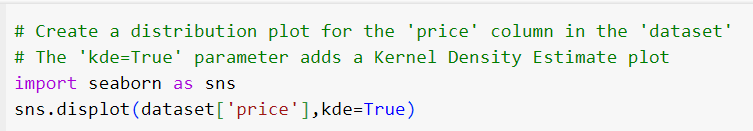 # Create a distribution plot for the 'price' column in the 'dataset'
# The 'kde=True' parameter adds a Kernel Density Estimate plot
import seaborn as sns
sns.displot(dataset['price'],kde=True)